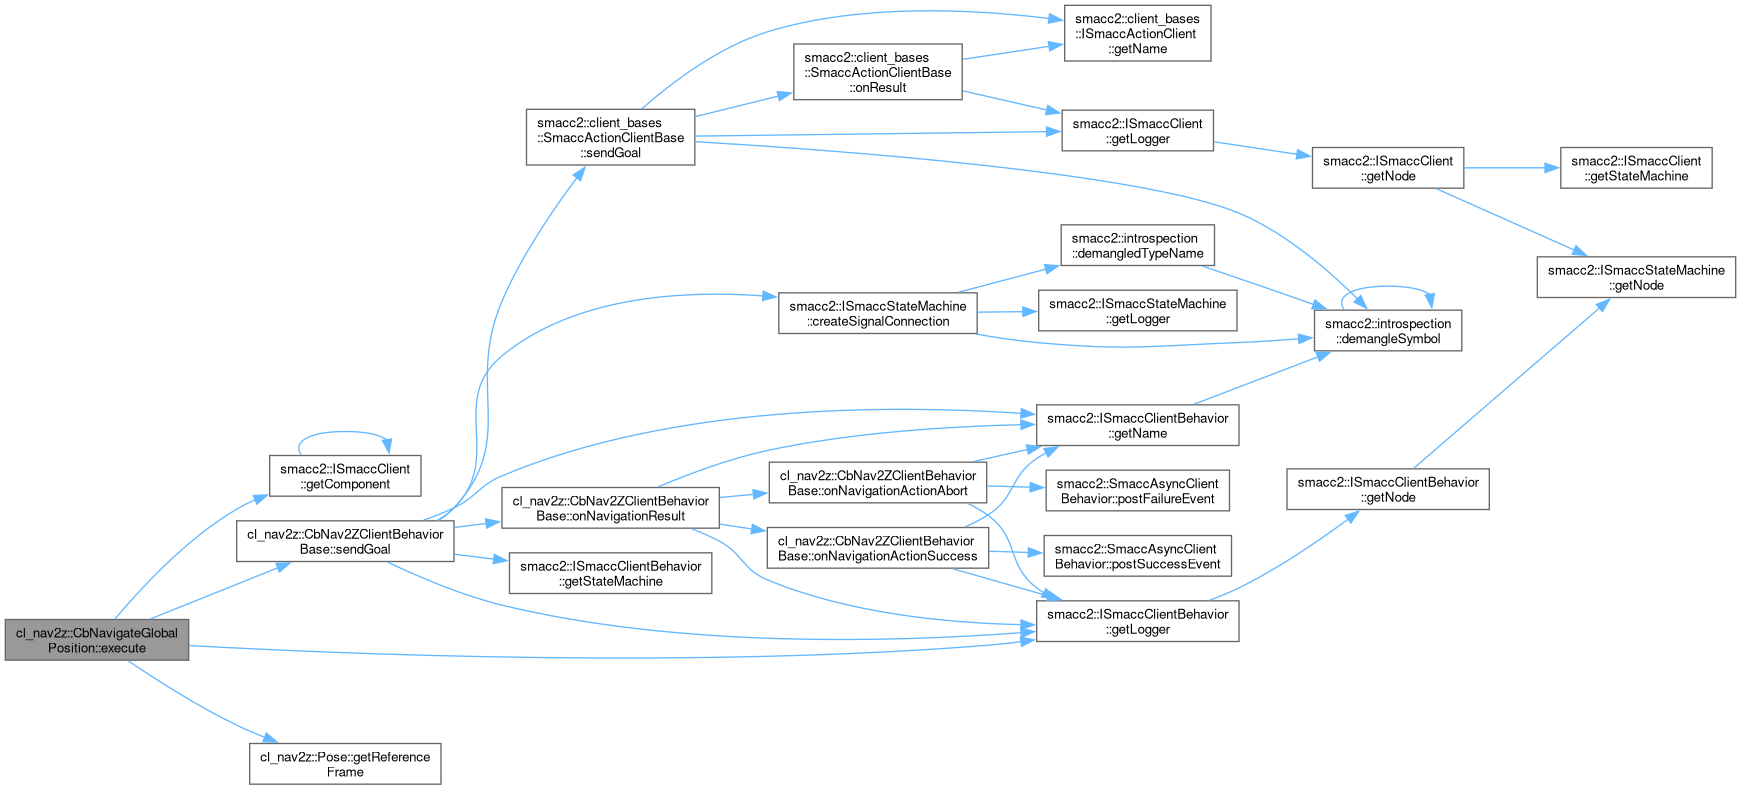 smacc2::client_bases
::ISmaccActionClient
::getName
smacc2::client_bases
::SmaccActionClientBase
::onResult
smacc2::client_bases
::SmaccActionClientBase
::sendGoal
smacc2::ISmaccClient
::getLogger
smacc2::ISmaccClient
::getNode
smacc2::ISmaccClient
::getStateMachine
smacc2::introspection
::demangledTypeName
smacc2::ISmaccStateMachine
::getNode
smacc2::ISmaccStateMachine
::createSignalConnection
smacc2::ISmaccStateMachine
::getLogger
smacc2::introspection
::demangleSymbol
smacc2::ISmaccClientBehavior
::getName
smacc2::ISmaccClient
::getComponent
cl_nav2z::CbNav2ZClientBehavior
Base::onNavigationActionAbort
smacc2::SmaccAsyncClient
Behavior::postFailureEvent
smacc2::ISmaccClientBehavior
::getNode
cl_nav2z::CbNav2ZClientBehavior
Base::onNavigationResult
cl_nav2z::CbNav2ZClientBehavior
Base::sendGoal
cl_nav2z::CbNav2ZClientBehavior
Base::onNavigationActionSuccess
smacc2::SmaccAsyncClient
Behavior::postSuccessEvent
smacc2::ISmaccClientBehavior
::getStateMachine
smacc2::ISmaccClientBehavior
::getLogger
cl_nav2z::CbNavigateGlobal
Position::execute
cl_nav2z::Pose::getReference
Frame